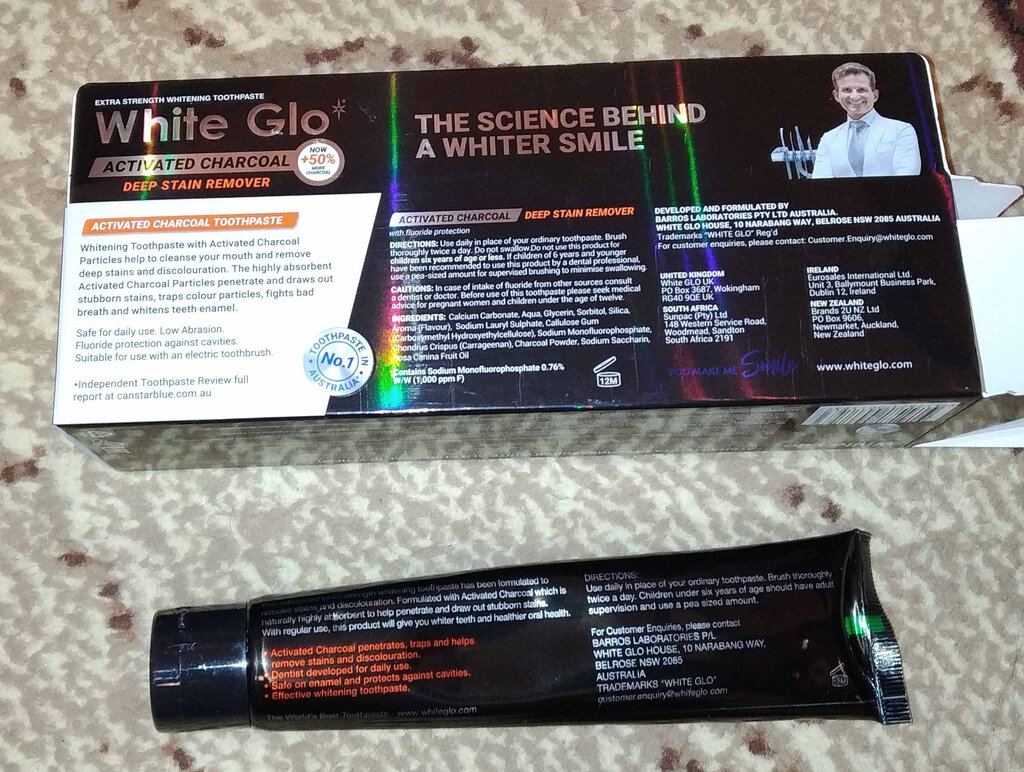 EXTRA STRENGTH WHITENING TOOTHPASTE
White Glo
ACTIVATED CHARCOAL
NOW
+50%
MORE
CHARCOAL
DEEP STAIN REMOVER
THE SCIENCE BEHIND
A WHITER SMILE
ACTIVATED CHARCOAL TOOTHPASTE
Whitening Toothpaste with Activated Charcoal
Particles help to cleanse your mouth and remove
deep stains and discolouration. The highly absorbent
Activated Charcoal Particles penetrate and draws out
stubborn stains, traps colour particles, fights bad
breath and whitens teeth enamel.
Safe for daily use. Low Abrasion.
Fluoride protection against cavities.
Suitable for use with an electric toothbrush.
•Independent Toothpaste Review full
report at canstarblue.com.au
TOOTHPASTE IN
No.1
AUSTRALIA
ACTIVATED CHARCOAL DEEP STAIN REMOVER
with fluoride protection
DIRECTIONS: Use daily in place of your ordinary toothpaste. Brush
thoroughly twice a day. Do not swallow.Do not use this product for
children six years of age or less. If children of 6 years and younger
have been recommended to use this product by a dental professional,
use a pea-sized amount for supervised brushing to minimise swallowing.
CAUTIONS: In case of intake of fluoride from other sources consult
a dentist or doctor. Before use of this toothpaste please seek medical
advice for pregnant women and children under the age of twelve.
INGREDIENTS: Calcium Carbonate, Aqua, Glycerin, Sorbitol, Silica,
Aroma (Flavour), Sodium Lauryl Sulphate, Callulose Gum
(Carboxymethyl Hydroxyethylcellulose), Sodium Monofluorophosphate,
Chondrus Crispus (Carrageenan), Charcoal Powder, Sodium Saccharin,
Rosa Canina Fruit Oil
Contains Sodium Monofluorophosphate 0.76%
W/W (1,000 ppm F)
12M
DEVELOPED AND FORMULATED BY
BARROS LABORATORIES PTY LTD AUSTRALIA.
WHITE GLO HOUSE, 10 NARABANG WAY, BELROSE NSW 2085 AUSTRALIA
Trademarks "WHITE GLO" Reg'd
For customer enquiries, please contact: Customer.Enquiry@whiteglo.com
UNITED KINGDOM
White GLO UK
PO Box 3687, Wokingham
RG40 9QE UK
SOUTH AFRICA
Sunpac (Pty) Ltd
148 Western Service Road,
Woodmead, Sandton
South Africa 2191
IRELAND
Eurosales International Ltd.
Unit 3, Ballymount Business Park,
Dublin 12, Ireland
NEW ZEALAND
Brands 2U NZ Ltd
PO Box 9666,
Newmarket, Auckland,
New Zealand
YOU MAKE ME Smile
www.whiteglo.com
strength whitening toothpaste has been formulated to
remove stains and discolouration. Formulated with Activated Charcoal which is
naturally highly absorbent to help penetrate and draw out stubborn stains.
With regular use, this product will give you whiter teeth and healthier oral health.
• Activated Charcoal penetrates, traps and helps
remove stains and discolouration.
• Dentist developed for daily use.
• Safe on enamel and protects against cavities.
• Effective whitening toothpaste.
The World's Best Toothpaste - www.whiteglo.com
DIRECTIONS:
Use daily in place of your ordinary toothpaste. Brush thoroughly
twice a day. Children under six years of age should have adult
supervision and use a pea sized amount.
For Customer Enquiries, please contact
BARROS LABORATORIES P/L
WHITE GLO HOUSE, 10 NARABANG WAY,
BELROSE NSW 2085
AUSTRALIA
TRADEMARKS "WHITE GLO"
customer.enquiry@whiteglo.com
12M